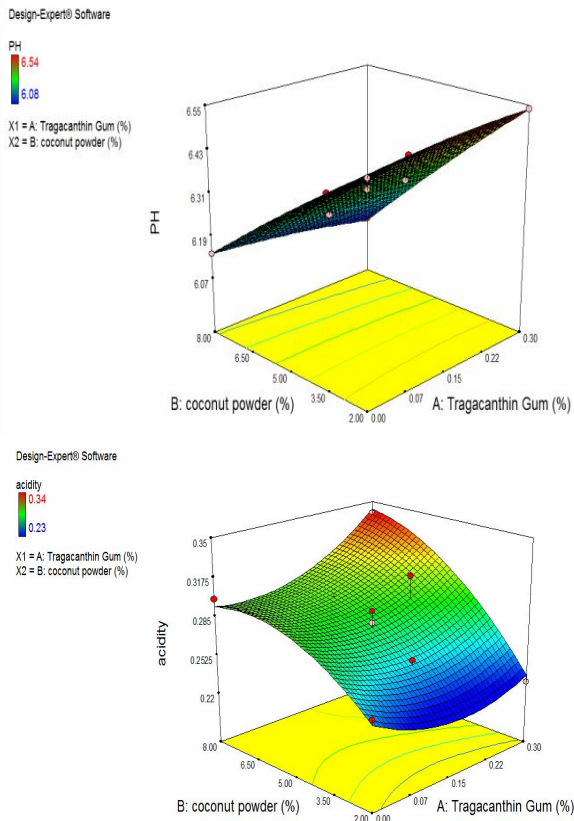 Design-Expert® Software
PH
6.54
6.08
X1 = A: Tragacanthin Gum (%)
X2 = B: coconut powder (%)
6.55
6.43
6.31
6.19
6.07
PH
8.00
6.50
5.00
3.50
2.00
0.00
0.07
0.15
0.22
0.30
B: coconut powder (%)
A: Tragacanthin Gum (%)
Design-Expert® Software
acidity
0.34
0.23
X1 = A: Tragacanthin Gum (%)
X2 = B: coconut powder (%)
0.35
0.3175
0.285
0.2525
0.22
acidity
8.00
6.50
5.00
3.50
2.00
0.00
0.07
0.15
0.22
0.30
B: coconut powder (%)
A: Tragacanthin Gum (%)